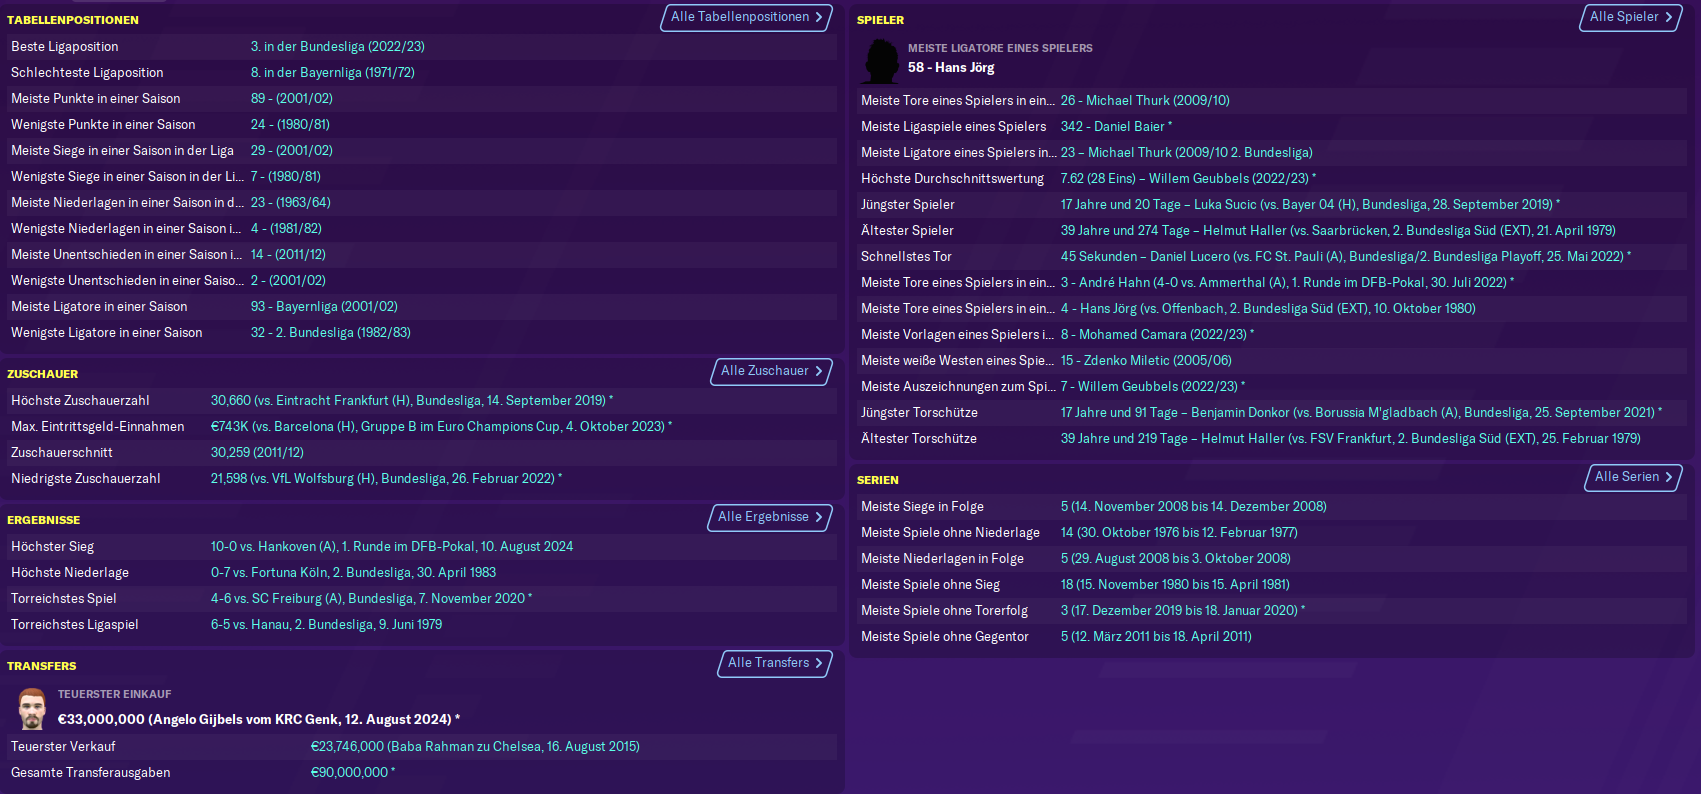 TABELLENPOSITIONEN
Alle Tabellenpositionen
Beste Ligaposition 3. in der Bundesliga (2022/23)
Schlechteste Ligaposition 8. in der Bayernliga (1971/72)
Meiste Punkte in einer Saison 89 - (2001/02)
Wenigste Punkte in einer Saison 24 - (1980/81)
Meiste Siege in einer Saison in der Liga 29 - (2001/02)
Wenigste Siege in einer Saison in der Li... 7 - (1980/81)
Meiste Niederlagen in einer Saison in d... 23 - (1963/64)
Wenigste Niederlagen in einer Saison i... 4 - (1981/82)
Meiste Unentschieden in einer Saison i... 14 - (2011/12)
Wenigste Unentschieden in einer Saiso... 2 - (2001/02)
Meiste Ligatore in einer Saison 93 - Bayernliga (2001/02)
Wenigste Ligatore in einer Saison 32 - 2. Bundesliga (1982/83)
ZUSCHAUER
Alle Zuschauer
Höchste Zuschauerzahl 30,660 (vs. Eintracht Frankfurt (H), Bundesliga, 14. September 2019) *
Max. Eintrittsgeld-Einnahmen €743K (vs. Barcelona (H), Gruppe B im Euro Champions Cup, 4. Oktober 2023) *
Zuschauerschnitt 30,259 (2011/12)
Niedrigste Zuschauerzahl 21,598 (vs. VfL Wolfsburg (H), Bundesliga, 26. Februar 2022) *
ERGEBNISSE
Alle Ergebnisse
Höchster Sieg 10-0 vs. Hankoven (A), 1. Runde im DFB-Pokal, 10. August 2024
Höchste Niederlage 0-7 vs. Fortuna Köln, 2. Bundesliga, 30. April 1983
Torreichstes Spiel 4-6 vs. SC Freiburg (A), Bundesliga, 7. November 2020 *
Torreichstes Ligaspiel 6-5 vs. Hanau, 2. Bundesliga, 9. Juni 1979
TRANSFERS
Alle Transfers
TEUERSTER EINKAUF
€33,000,000 (Angelo Gijbels vom KRC Genk, 12. August 2024) *
Teuerster Verkauf €23,746,000 (Baba Rahman zu Chelsea, 16. August 2015)
Gesamte Transferausgaben €90,000,000 *
SPIELER
Alle Spieler
MEISTE LIGATORE EINES SPIELERS
58 - Hans Jörg
Meiste Tore eines Spielers in ein... 26 - Michael Thurk (2009/10)
Meiste Ligaspiele eines Spielers 342 - Daniel Baier *
Meiste Ligatore eines Spielers in... 23 – Michael Thurk (2009/10 2. Bundesliga)
Höchste Durchschnittswertung 7.62 (28 Eins) – Willem Geubbels (2022/23) *
Jüngster Spieler 17 Jahre und 20 Tage – Luka Sucic (vs. Bayer 04 (H), Bundesliga, 28. September 2019) *
Ältester Spieler 39 Jahre und 274 Tage – Helmut Haller (vs. Saarbrücken, 2. Bundesliga Süd (EXT), 21. April 1979)
Schnellstes Tor 45 Sekunden – Daniel Lucero (vs. FC St. Pauli (A), Bundesliga/2. Bundesliga Playoff, 25. Mai 2022) *
Meiste Tore eines Spielers in ein... 3 - André Hahn (4-0 vs. Ammerthal (A), 1. Runde im DFB-Pokal, 30. Juli 2022) *
Meiste Tore eines Spielers in ein... 4 - Hans Jörg (vs. Offenbach, 2. Bundesliga Süd (EXT), 10. Oktober 1980)
Meiste Vorlagen eines Spielers i... 8 - Mohamed Camara (2022/23) *
Meiste weiße Westen eines Spie... 15 - Zdenko Miletic (2005/06)
Meiste Auszeichnungen zum Spi... 7 - Willem Geubbels (2022/23) *
Jüngster Torschütze 17 Jahre und 91 Tage – Benjamin Donkor (vs. Borussia M'gladbach (A), Bundesliga, 25. September 2021) *
Ältester Torschütze 39 Jahre und 219 Tage – Helmut Haller (vs. FSV Frankfurt, 2. Bundesliga Süd (EXT), 25. Februar 1979)
SERIEN
Alle Serien
Meiste Siege in Folge 5 (14. November 2008 bis 14. Dezember 2008)
Meiste Spiele ohne Niederlage 14 (30. Oktober 1976 bis 12. Februar 1977)
Meiste Niederlagen in Folge 5 (29. August 2008 bis 3. Oktober 2008)
Meiste Spiele ohne Sieg 18 (15. November 1980 bis 15. April 1981)
Meiste Spiele ohne Torerfolg 3 (17. Dezember 2019 bis 18. Januar 2020) *
Meiste Spiele ohne Gegentor 5 (12. März 2011 bis 18. April 2011)